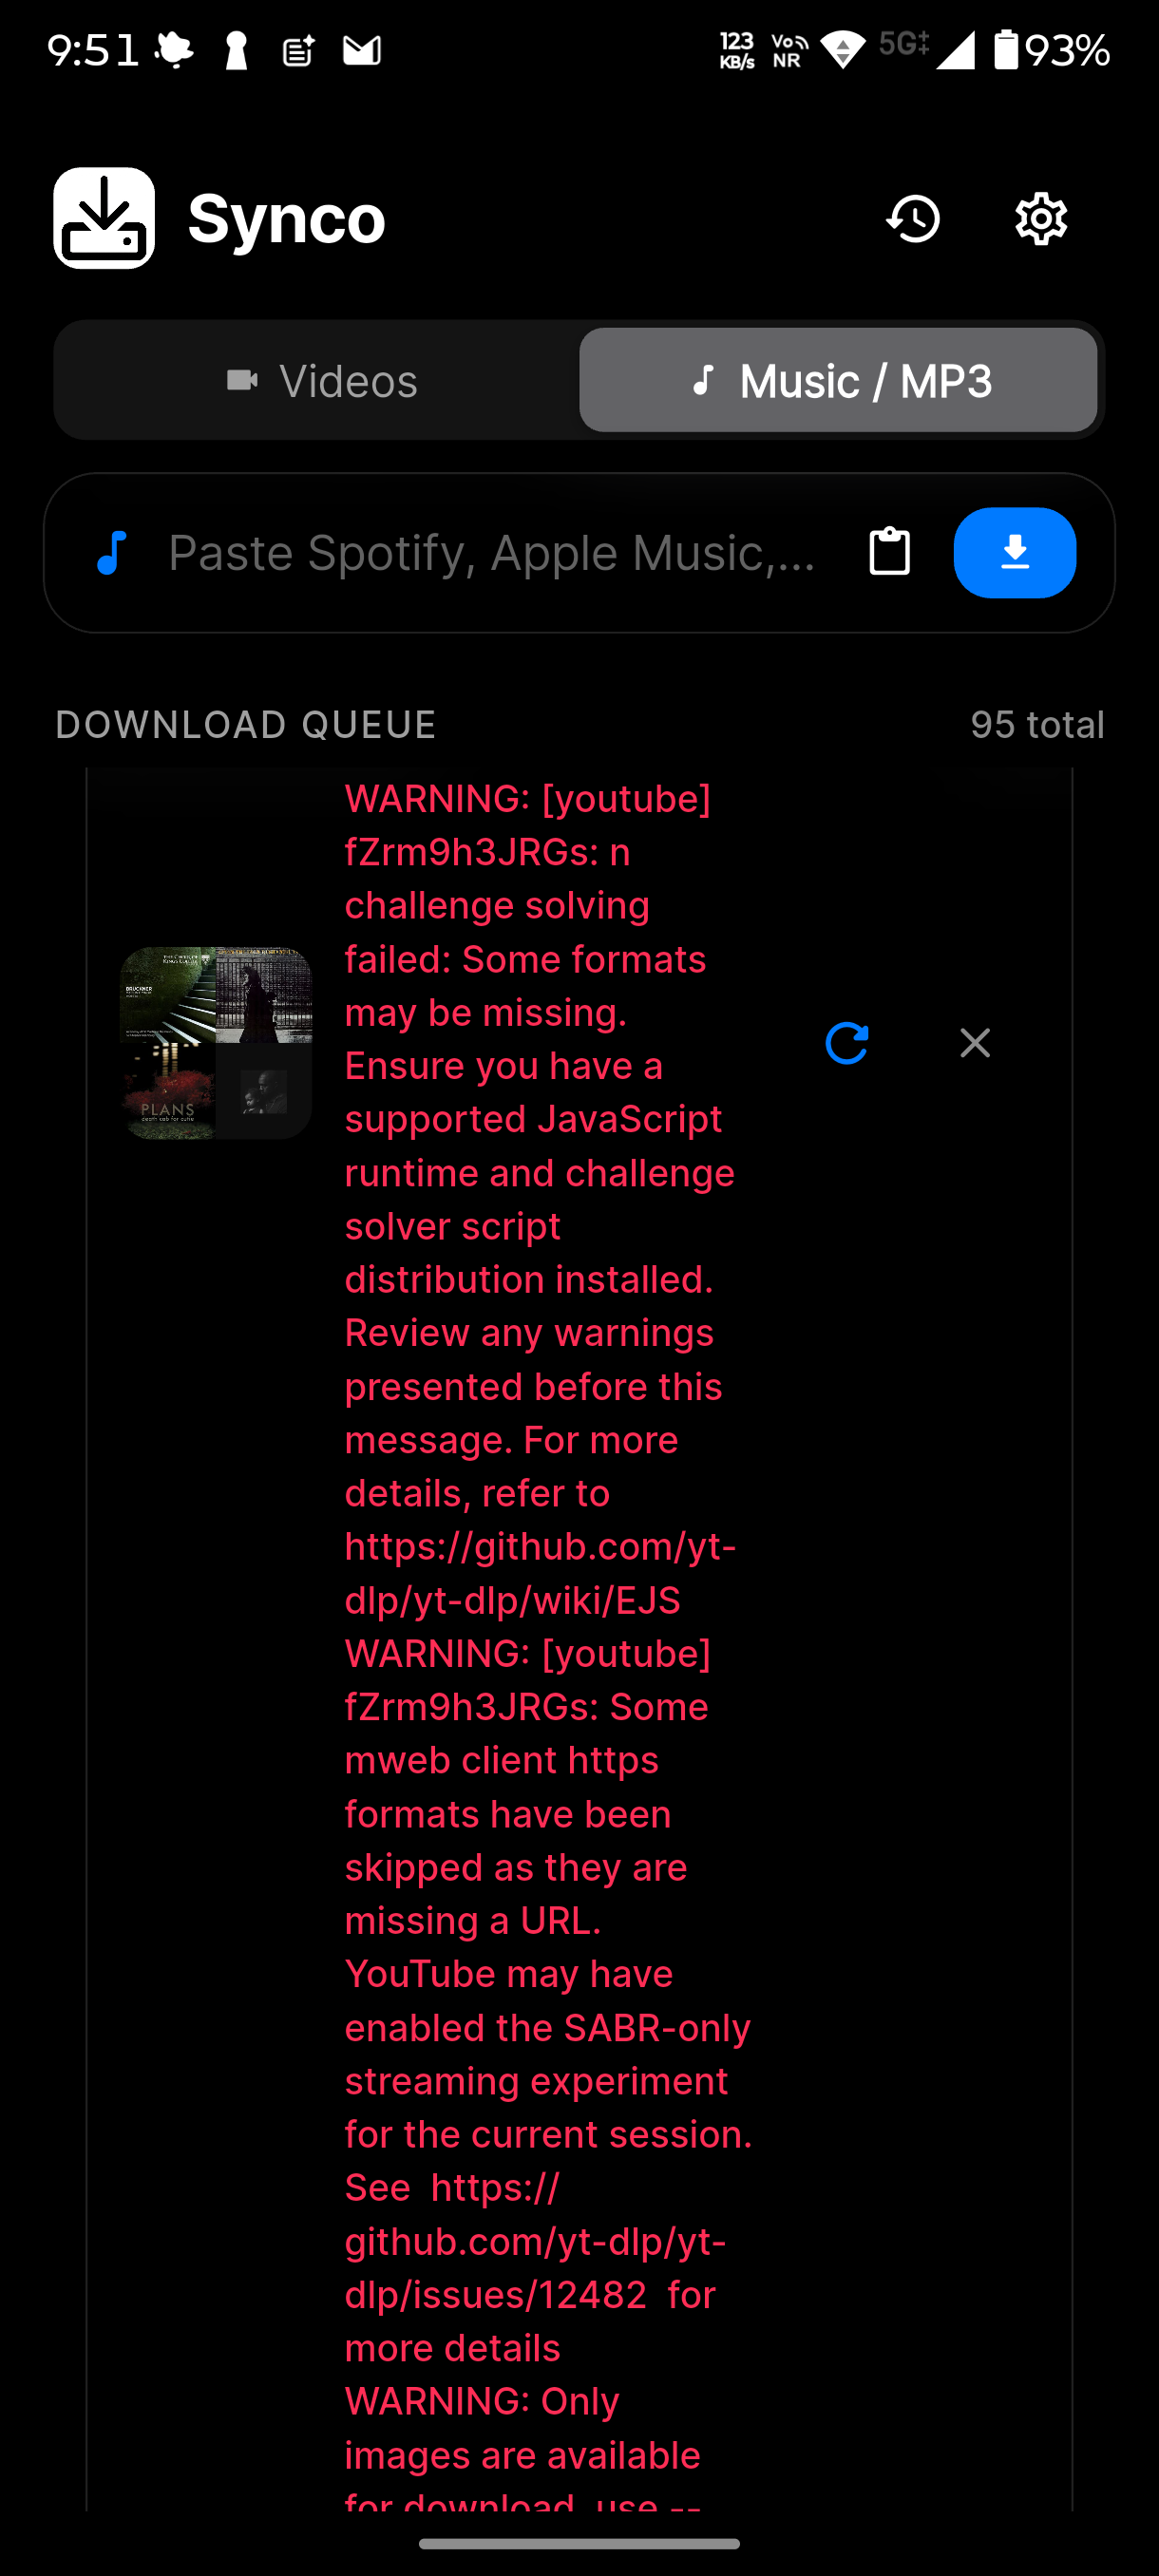 9:51
123 KB/s
Vo NR
5G‡
93%
Synco
Videos
Music / MP3
Paste Spotify, Apple Music,...
DOWNLOAD QUEUE
95 total
WARNING: [youtube]
fZrm9h3JRGs: n
challenge solving
failed: Some formats
may be missing.
Ensure you have a
supported JavaScript
runtime and challenge
solver script
distribution installed.
Review any warnings
presented before this
message. For more
details, refer to
https://github.com/yt-
dlp/yt-dlp/wiki/EJS
WARNING: [youtube]
fZrm9h3JRGs: Some
mweb client https
formats have been
skipped as they are
missing a URL.
YouTube may have
enabled the SABR-only
streaming experiment
for the current session.
See  https://
github.com/yt-dlp/yt-
dlp/issues/12482  for
more details
WARNING: Only
images are available
for download. use --
BRUCKNER
PLANS
death cab for cutie